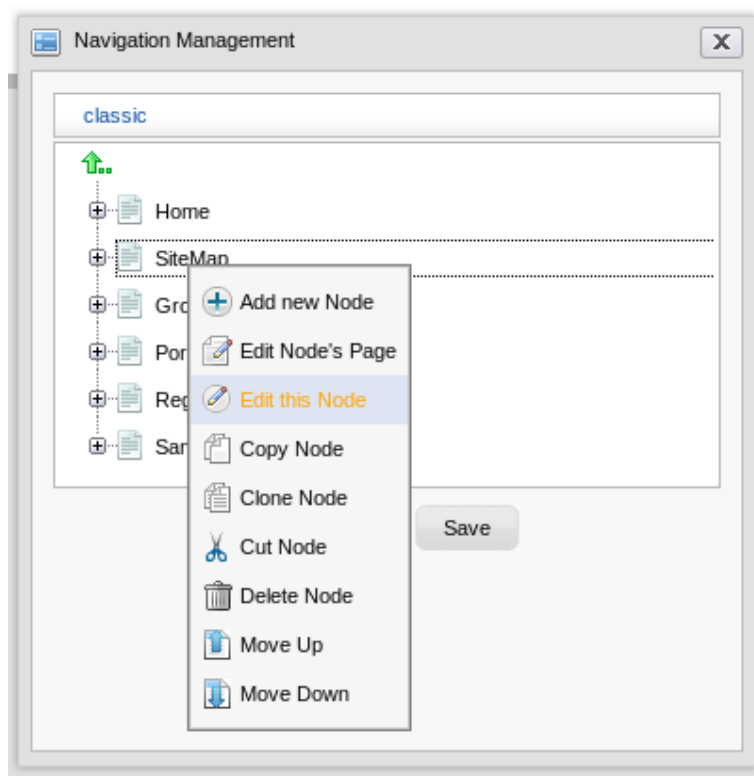 Navigation Management
classic
Home
SiteMap
Add new Node
Edit Node's Page
Edit this Node
Copy Node
Clone Node
Save
Cut Node
Delete Node
Move Up
Move Down